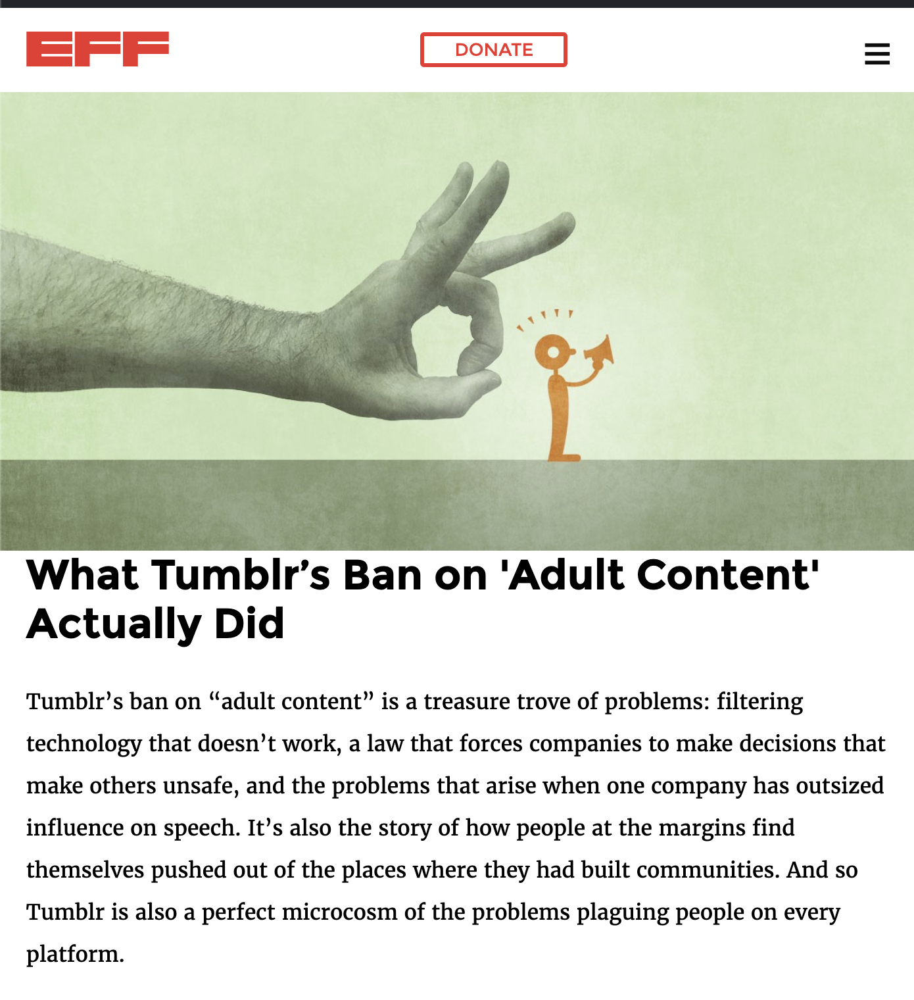 EFF
DONATE
What Tumblr’s Ban on 'Adult Content'
Actually Did
Tumblr’s ban on “adult content” is a treasure trove of problems: filtering
technology that doesn’t work, a law that forces companies to make decisions that
make others unsafe, and the problems that arise when one company has outsized
influence on speech. It’s also the story of how people at the margins find
themselves pushed out of the places where they had built communities. And so
Tumblr is also a perfect microcosm of the problems plaguing people on every
platform.